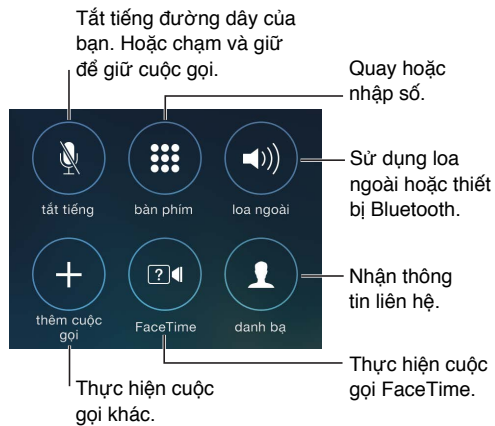 Tắt tiếng đường dây của
bạn. Hoặc chạm và giữ
để giữ cuộc gọi.
Quay hoặc
nhập số.
Sử dụng loa
ngoài hoặc thiết
bị Bluetooth.
tắt tiếng
bàn phím
loa ngoài
Nhận thông
tin liên hệ.
thêm cuộc
gọi
FaceTime
danh bạ
Thực hiện cuộc
gọi FaceTime.
Thực hiện cuộc
gọi khác.